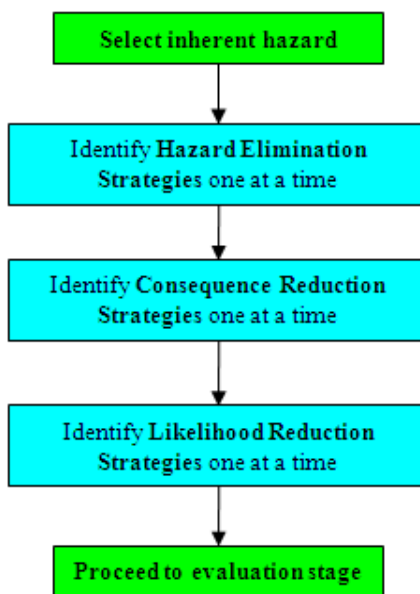 Select inherent hazard
Identify Hazard Elimination
Strategies one at a time
Identify Consequence Reduction
Strategies one at a time
Identify Likelihood Reduction
Strategies one at a time
Proceed to evaluation stage